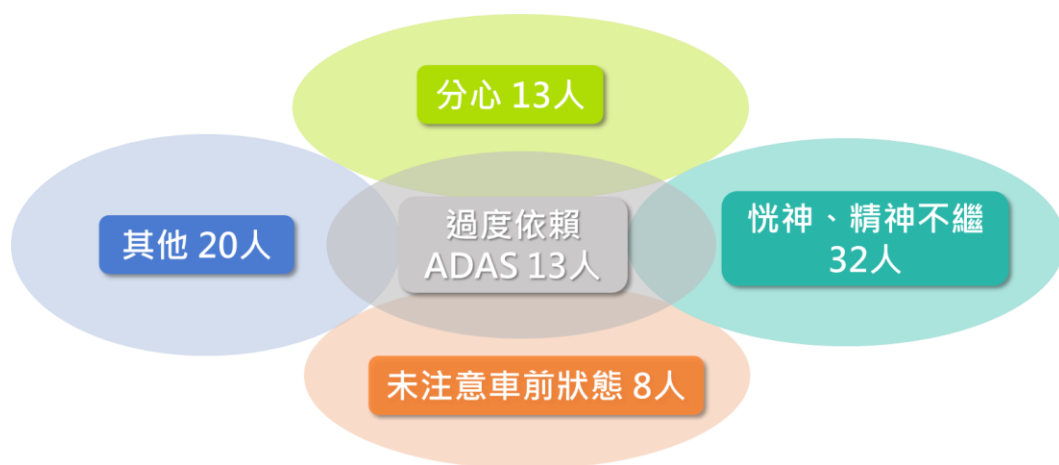 分心 13人
其他 20人
過度依賴
ADAS 13人
恍神、精神不繼
32人
未注意車前狀態 8人